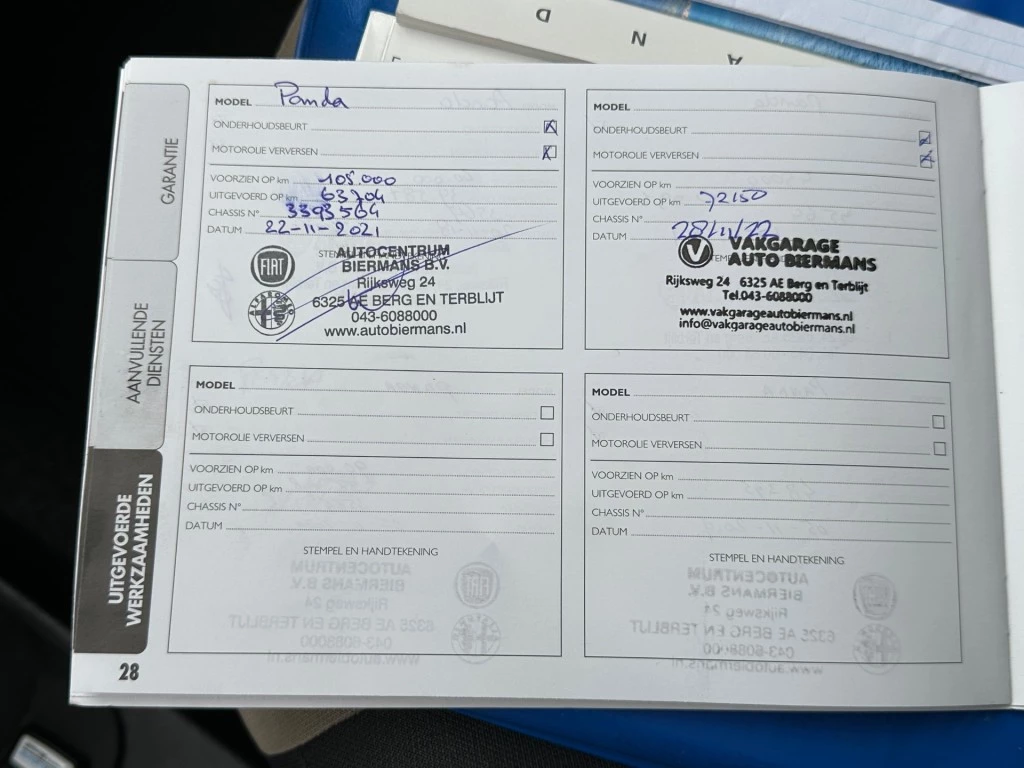 D
N
A
GARANTIE
AANVULLENDE
DIENSTEN
UITGEVOERDE
WERKZAAMHEDEN
MODEL Panda
ONDERHOUDSBEURT
MOTOROLIE VERVERSEN
VOORZIEN OP km 105.000
UITGEVOERD OP km 63704
CHASSIS N° 3393564
DATUM 22-11-2021
FIAT
AUTOCENTRUM
BIERMANS B.V.
Rijksweg 24
6325 AE BERG EN TERBLIJT
043-6088000
www.autobiermans.nl
MODEL
ONDERHOUDSBEURT
MOTOROLIE VERVERSEN
VOORZIEN OP km
UITGEVOERD OP km 72150
CHASSIS N°
DATUM 28/11/22
V VAKGARAGE
AUTO BIERMANS
Rijksweg 24 6325 AE Berg en Terblijt
Tel.043-6088000
www.vakgarageautobiermans.nl
info@vakgarageautobiermans.nl
MODEL
ONDERHOUDSBEURT
MOTOROLIE VERVERSEN
VOORZIEN OP km
UITGEVOERD OP km
CHASSIS N°
DATUM
STEMPEL EN HANDTEKENING
MODEL
ONDERHOUDSBEURT
MOTOROLIE VERVERSEN
VOORZIEN OP km
UITGEVOERD OP km
CHASSIS N°
DATUM
STEMPEL EN HANDTEKENING
28